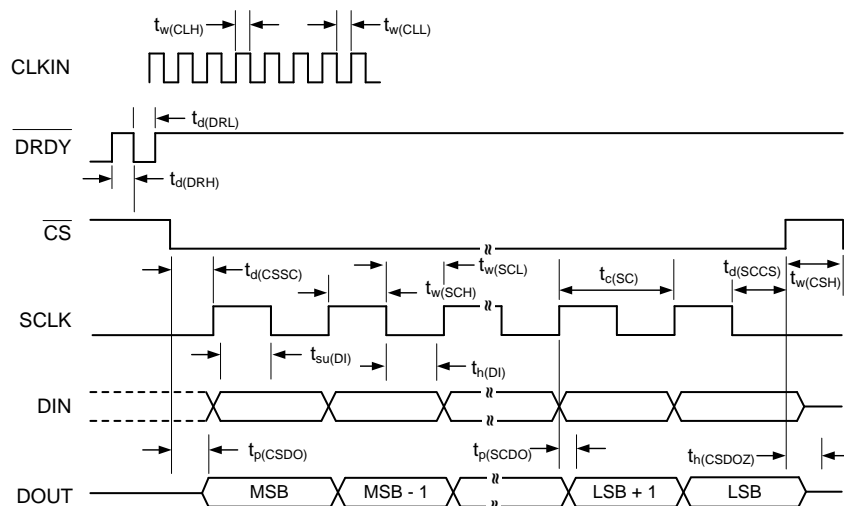 tw(CLH)
tw(CLL)
CLKIN
td(DRL)
DRDY
td(DRH)
CS
td(CSSC)
tw(SCL)
tc(SC)
td(SCCS)
tw(CSH)
tw(SCH)
SCLK
tsu(DI)
th(DI)
DIN
tp(CSDO)
tp(SCDO)
th(CSDOZ)
DOUT
MSB
MSB - 1
LSB + 1
LSB